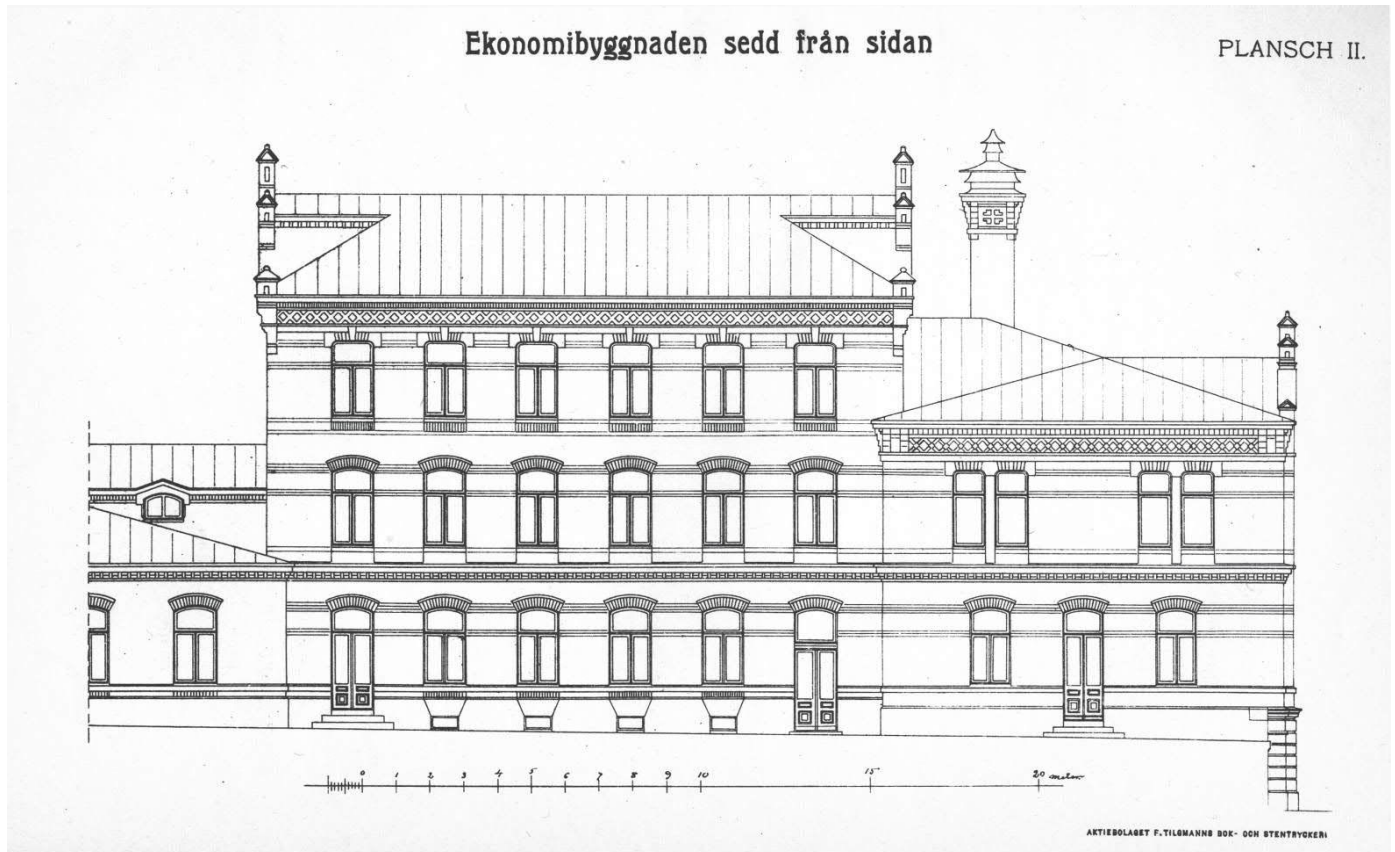 Ekonomibyggnaden sedd från sidan
PLANSCH II.
0 1 2 3 4 5 6 7 8 9 10 15 20 meter
AKTIEBOLAGET F. TILGMANNS BOK- OCH STENTRYCKERI